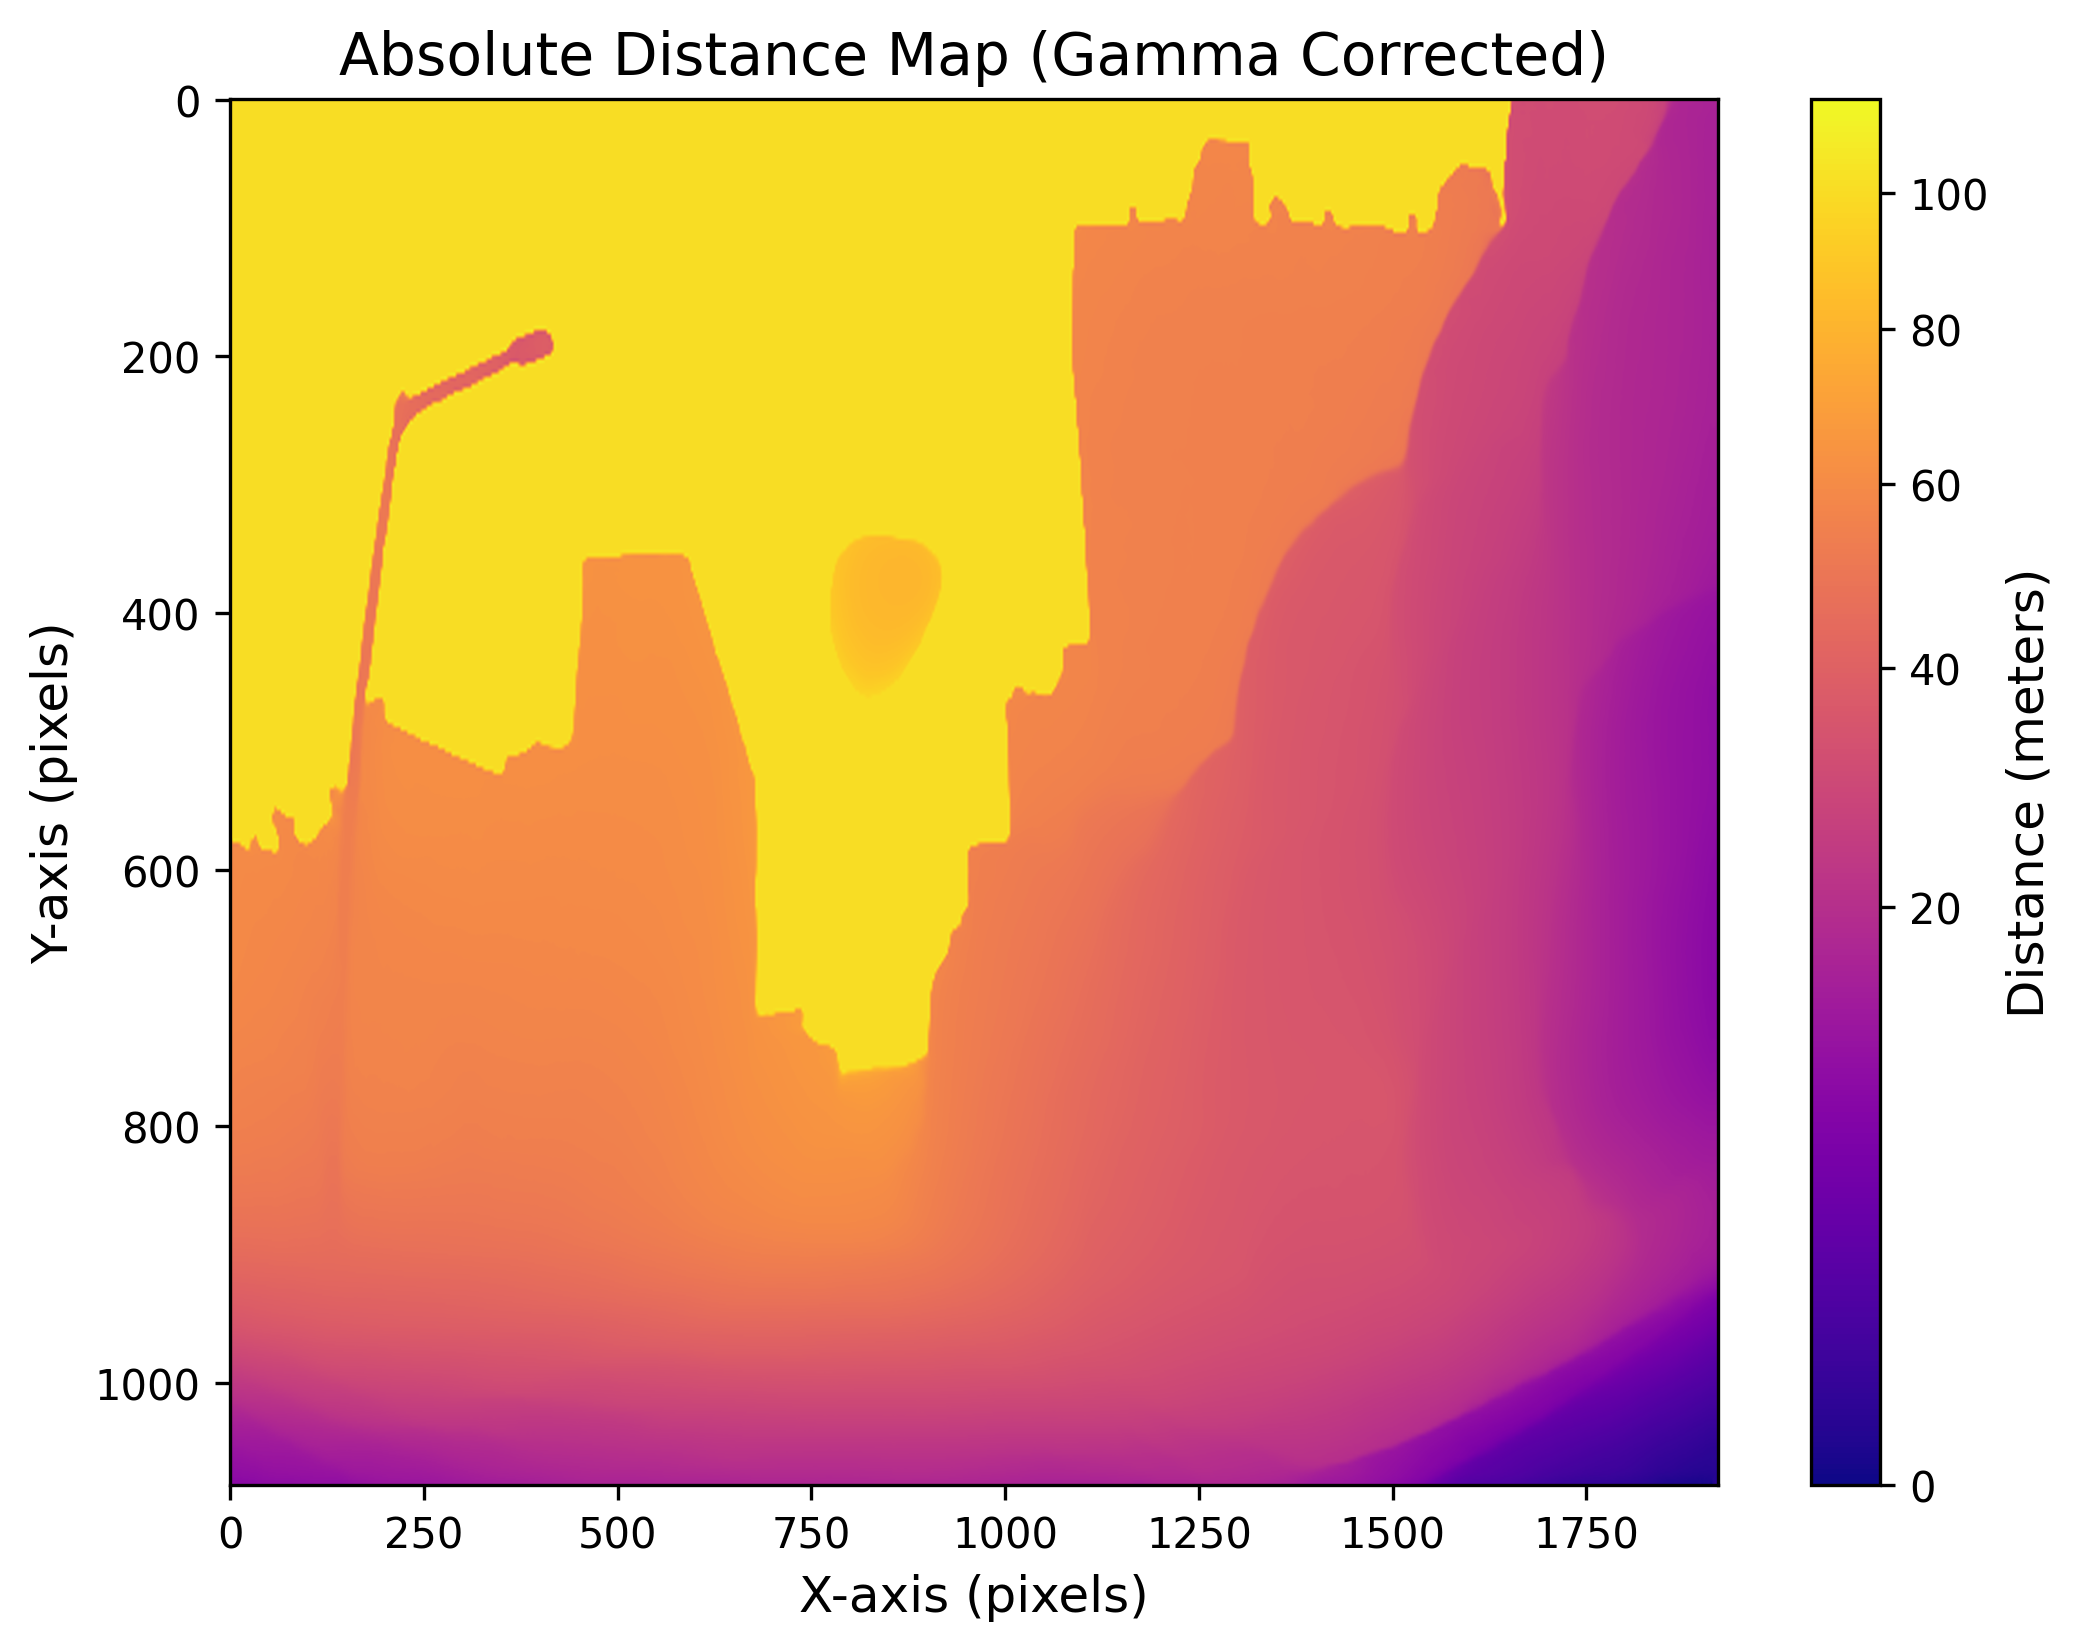 Absolute Distance Map (Gamma Corrected)
0
200
400
600
800
1000
Y-axis (pixels)
0 250 500 750 1000 1250 1500 1750
X-axis (pixels)
100
80
60
40
20
0
Distance (meters)